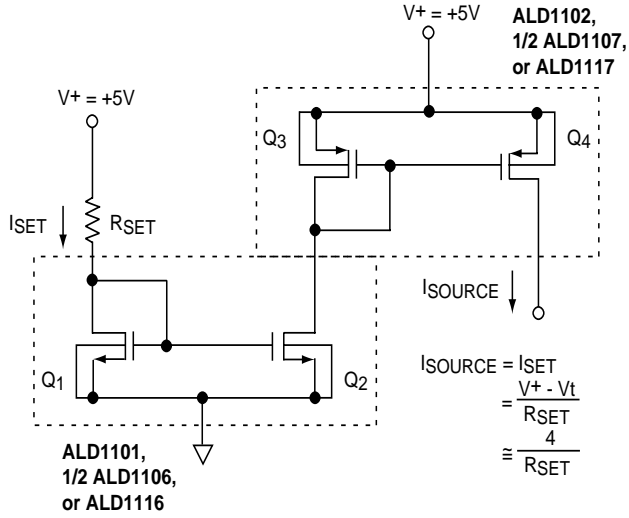 V+ = +5V
ALD1102,
1/2 ALD1107,
or ALD1117
V+ = +5V
Q3
Q4
ISET
RSET
ISOURCE
Q1
Q2
ISOURCE = ISET
= V+ - Vt
RSET
≅ 4
RSET
ALD1101,
1/2 ALD1106,
or ALD1116